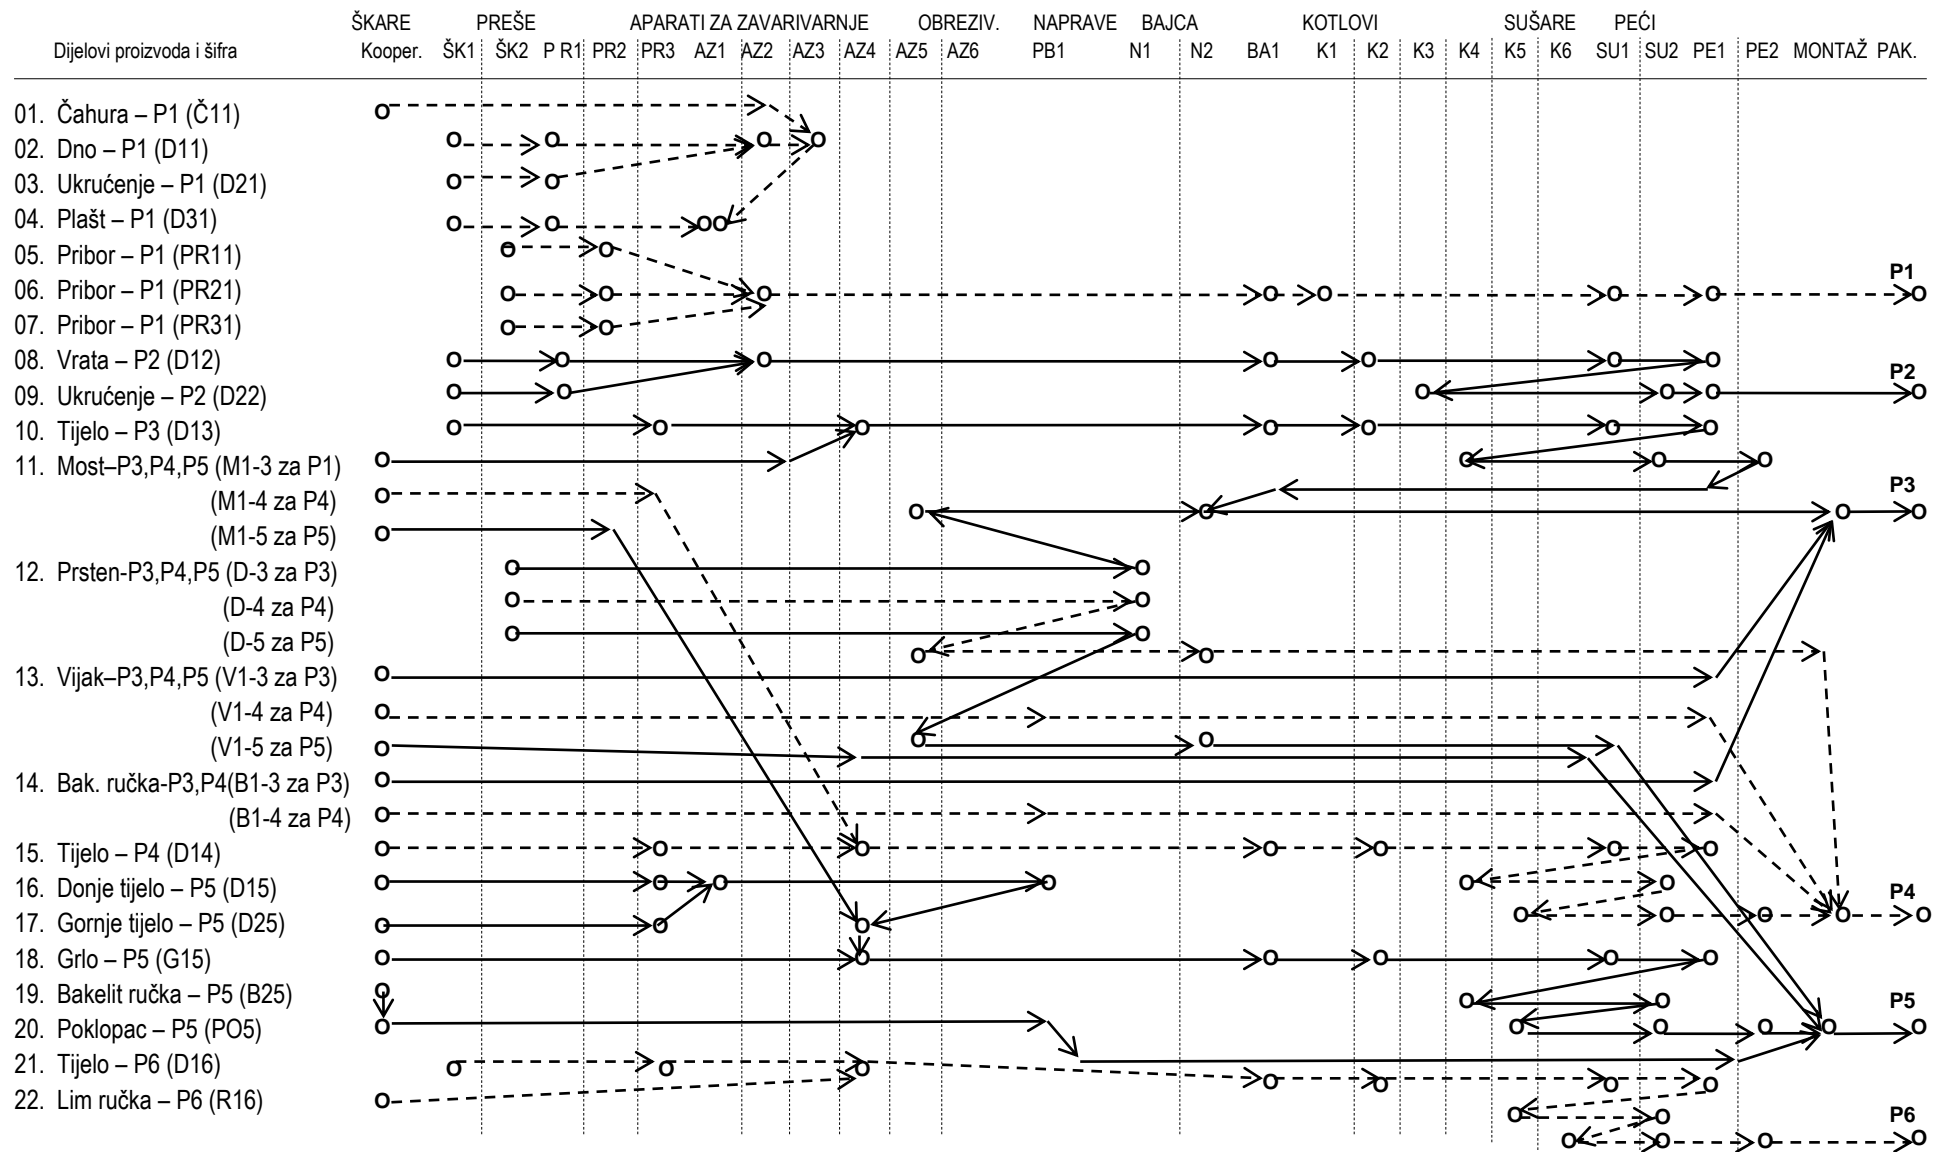 ŠKARE PREŠE APARATI ZA ZAVARIVARNJE OBREZIV. NAPRAVE BAJCA KOTLOVI SUŠARE PEĆI
Dijelovi proizvoda i šifra Kooper. ŠK1 ŠK2 P R1 PR2 PR3 AZ1 AZ2 AZ3 AZ4 AZ5 AZ6 PB1 N1 N2 BA1 K1 K2 K3 K4 K5 K6 SU1 SU2 PE1 PE2 MONTAŽ PAK.
01. Čahura – P1 (Č11)
02. Dno – P1 (D11)
03. Ukrućenje – P1 (D21)
04. Plašt – P1 (D31)
05. Pribor – P1 (PR11)
P1
06. Pribor – P1 (PR21)
07. Pribor – P1 (PR31)
08. Vrata – P2 (D12)
P2
09. Ukrućenje – P2 (D22)
10. Tijelo – P3 (D13)
11. Most–P3,P4,P5 (M1-3 za P1)
P3
(M1-4 za P4)
(M1-5 za P5)
12. Prsten-P3,P4,P5 (D-3 za P3)
(D-4 za P4)
(D-5 za P5)
13. Vijak–P3,P4,P5 (V1-3 za P3)
(V1-4 za P4)
(V1-5 za P5)
14. Bak. ručka-P3,P4(B1-3 za P3)
(B1-4 za P4)
15. Tijelo – P4 (D14)
16. Donje tijelo – P5 (D15)
P4
17. Gornje tijelo – P5 (D25)
18. Grlo – P5 (G15)
19. Bakelit ručka – P5 (B25)
P5
20. Poklopac – P5 (PO5)
21. Tijelo – P6 (D16)
22. Lim ručka – P6 (R16)
P6